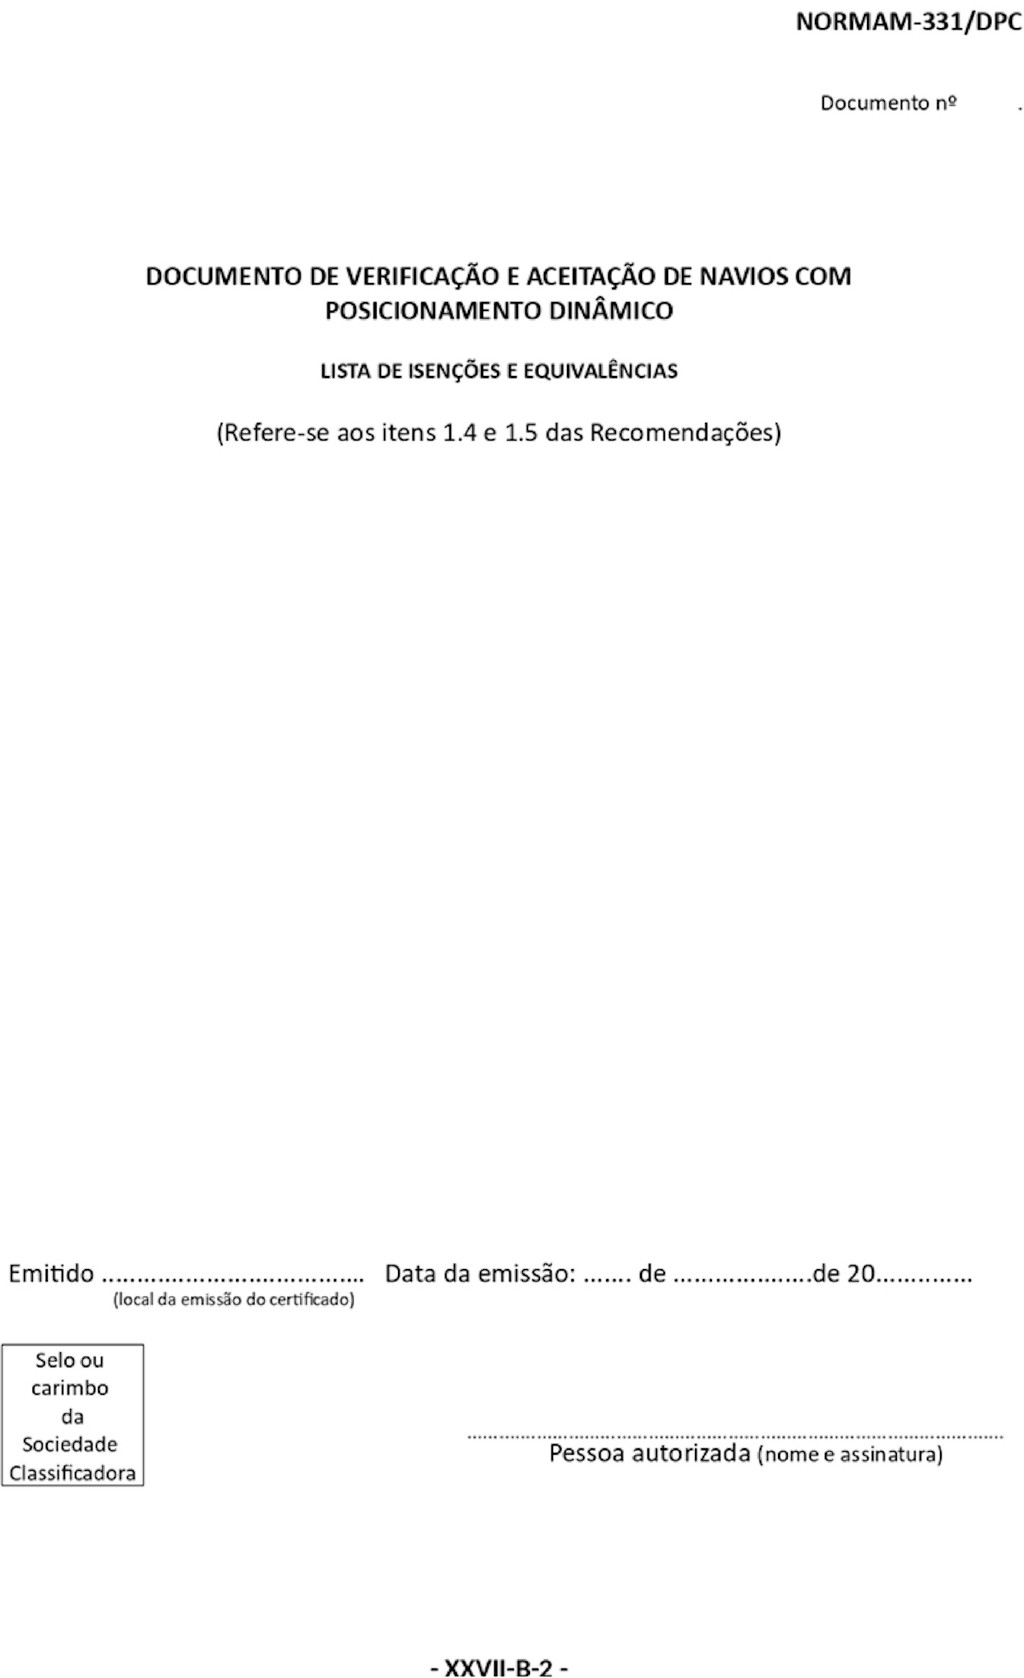 NORMAM-331/DPC
Documento nº .
DOCUMENTO DE VERIFICAÇÃO E ACEITAÇÃO DE NAVIOS COM
POSICIONAMENTO DINÂMICO
LISTA DE ISENÇÕES E EQUIVALÊNCIAS
(Refere-se aos itens 1.4 e 1.5 das Recomendações)
Emitido ...................................... Data da emissão: ....... de ....................de 20..............
(local da emissão do certificado)
Selo ou
carimbo
da
Sociedade
Classificadora
....................................................................................................
Pessoa autorizada (nome e assinatura)
- XXVII-B-2 -